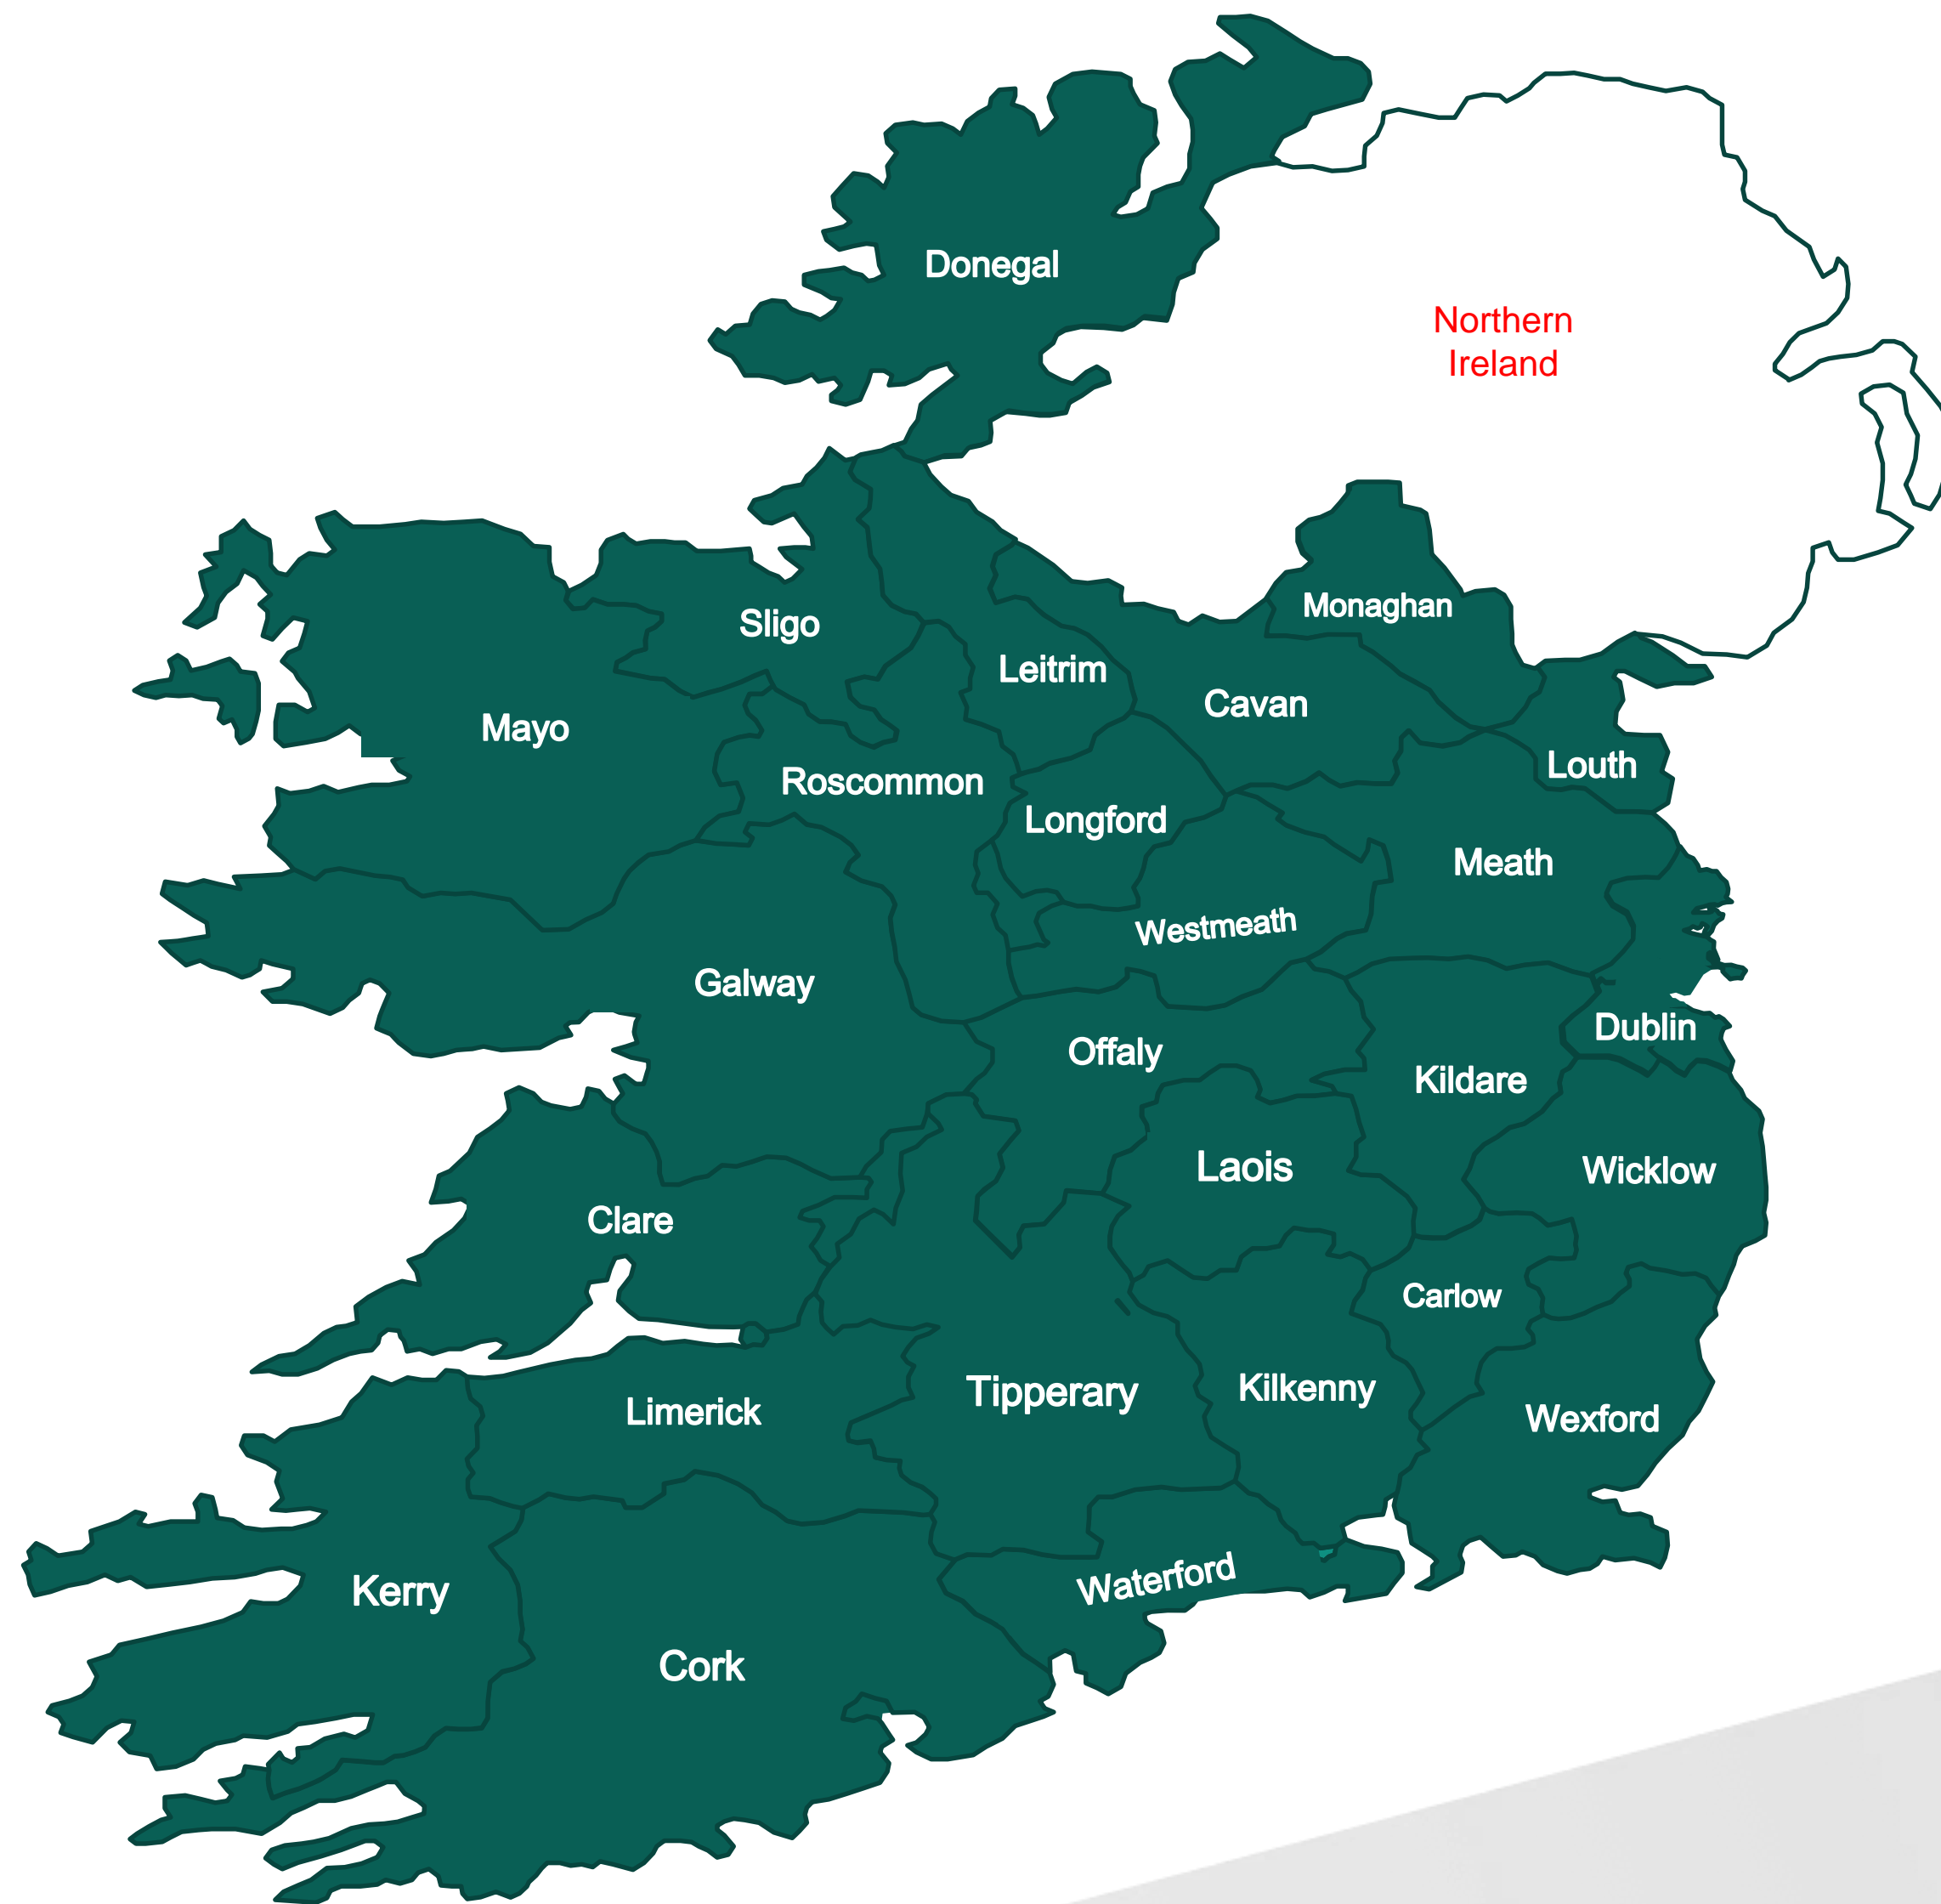 Donegal
Northern
Ireland
Monaghan
Sligo
Leitrim
Cavan
Mayo
Louth
Roscommon
Longford
Meath
Westmeath
Galway
Dublin
Offaly
Kildare
Laois
Wicklow
Clare
Carlow
Tipperary
Kilkenny
Limerick
Wexford
Waterford
Kerry
Cork